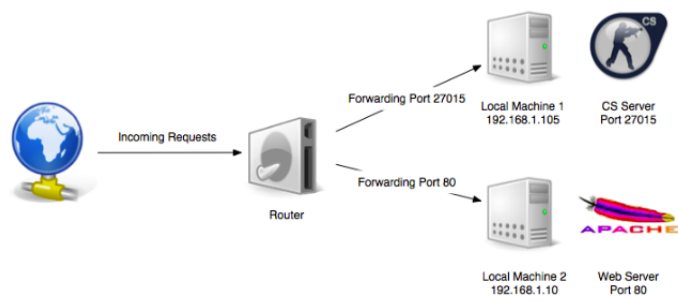 CS
Forwarding Port 27015
Local Machine 1
192.168.1.105
CS Server
Port 27015
Incoming Requests
Router
Forwarding Port 80
APACHE
Local Machine 2
192.168.1.10
Web Server
Port 80